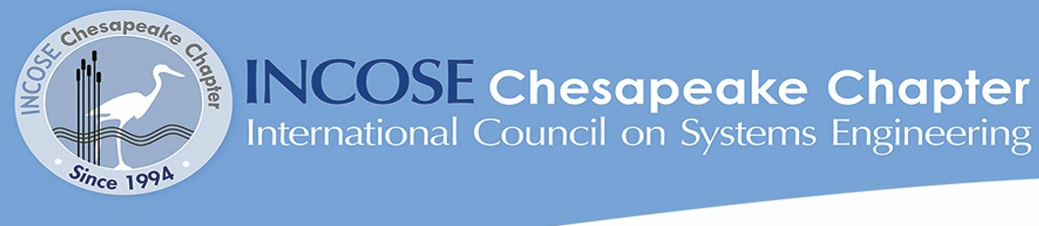 INCOSE Chesapeake Chapter
Since 1994
INCOSE Chesapeake Chapter
International Council on Systems Engineering